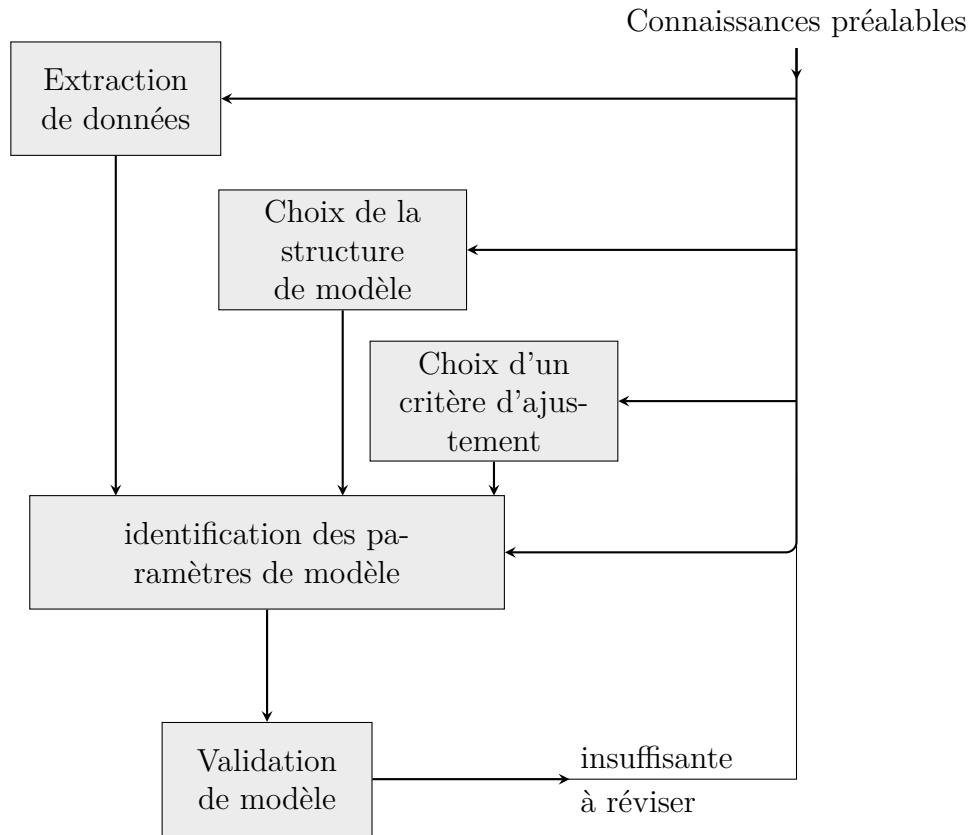 Connaissances préalables
Extraction
de données
Choix de la
structure
de modèle
Choix d'un
critère d'ajus-
tement
identification des pa-
ramètres de modèle
Validation
de modèle
insuffisante
à réviser